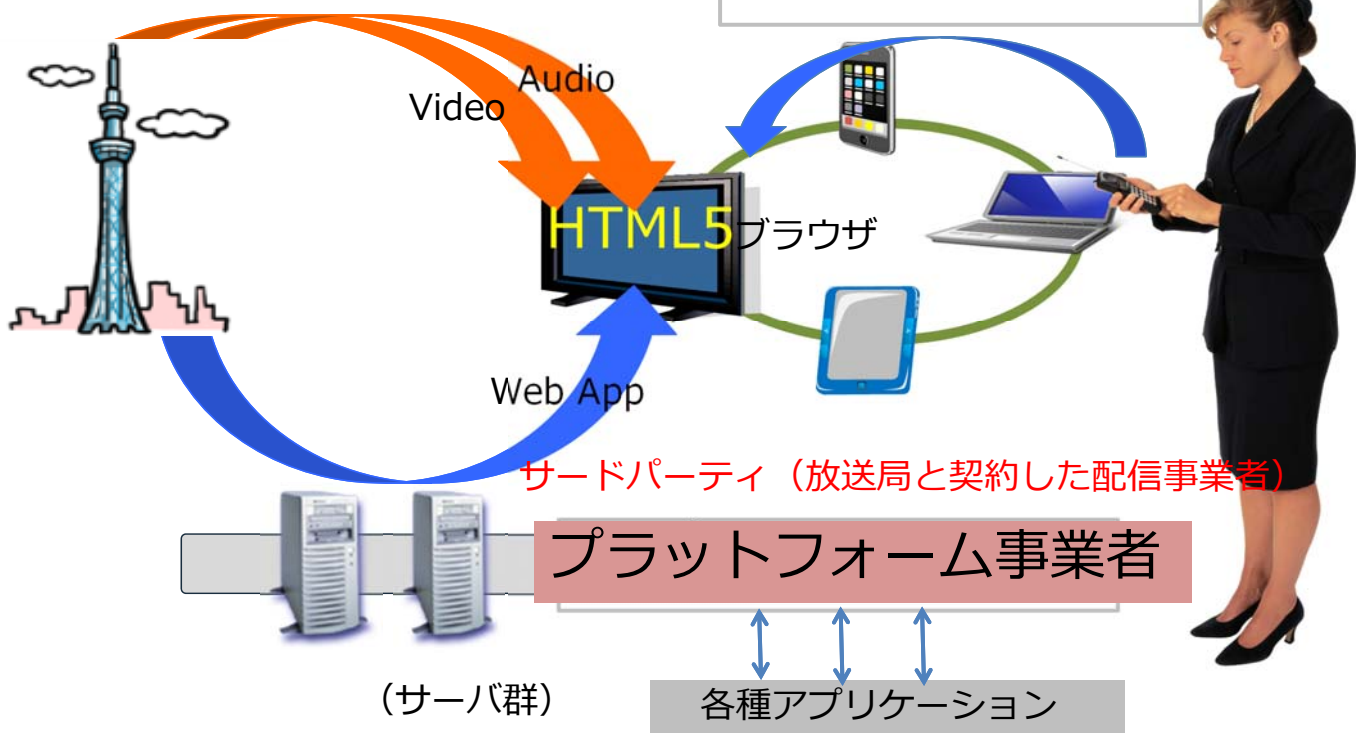 Audio
Video
HTML5ブラウザ
Web App
サードパーティ（放送局と契約した配信事業者）
プラットフォーム事業者
（サーバ群）
各種アプリケーション